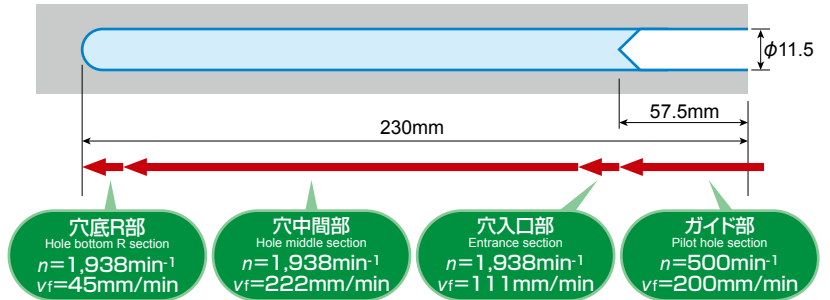 φ11.5
57.5mm
230mm
穴底R部
Hole bottom R section
n=1,938min-1
vf=45mm/min
穴中間部
Hole middle section
n=1,938min-1
vf=222mm/min
穴入口部
Entrance section
n=1,938min-1
vf=111mm/min
ガイド部
Pilot hole section
n=500min-1
vf=200mm/min